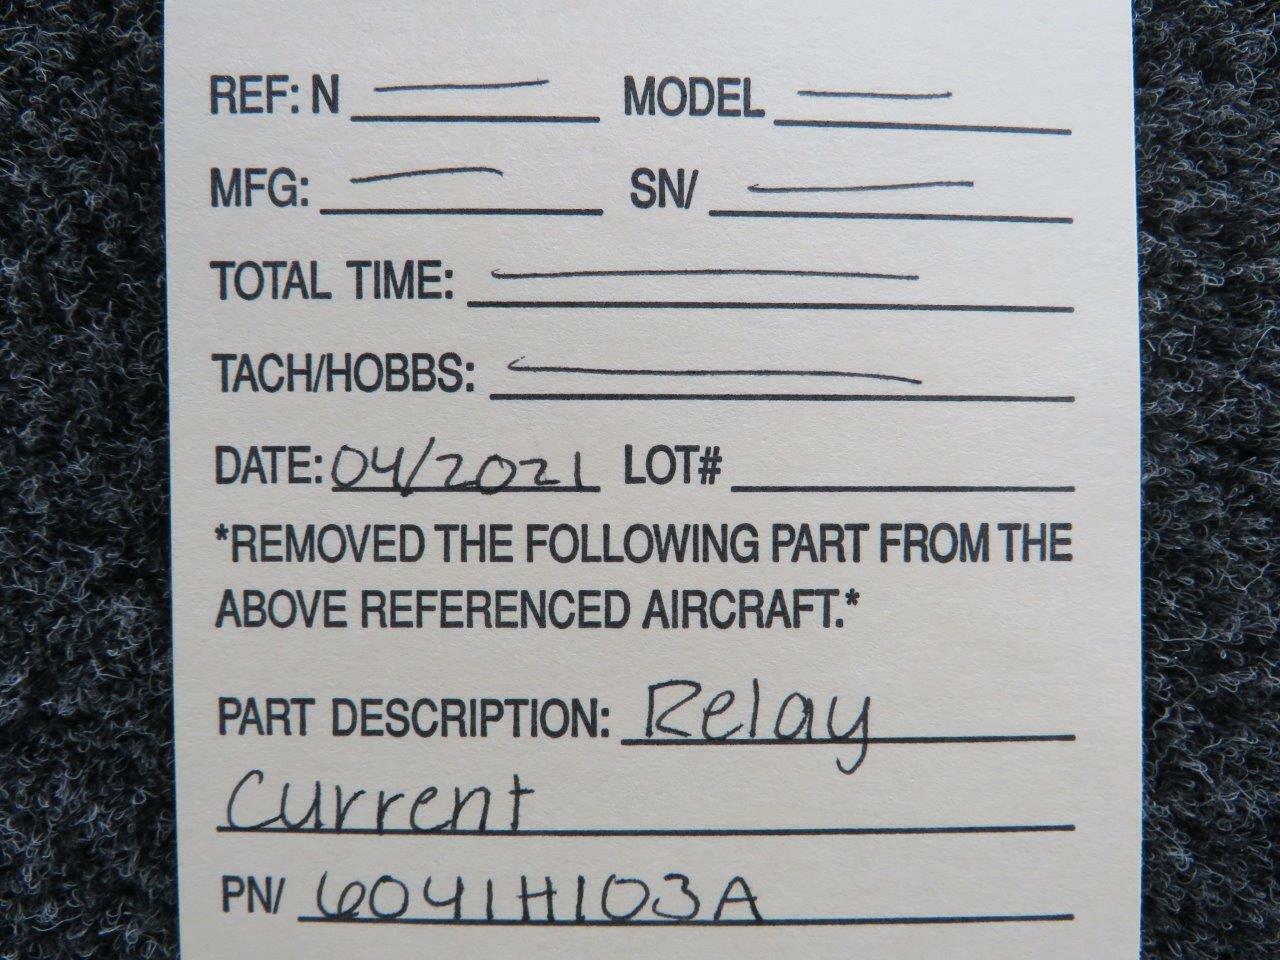 REF: N — MODEL —
MFG: — SN/ —
TOTAL TIME: —
TACH/HOBBS: —
DATE: 04/2021 LOT#
*REMOVED THE FOLLOWING PART FROM THE
ABOVE REFERENCED AIRCRAFT.*
PART DESCRIPTION: Relay
Current
PN/ 6041H103A